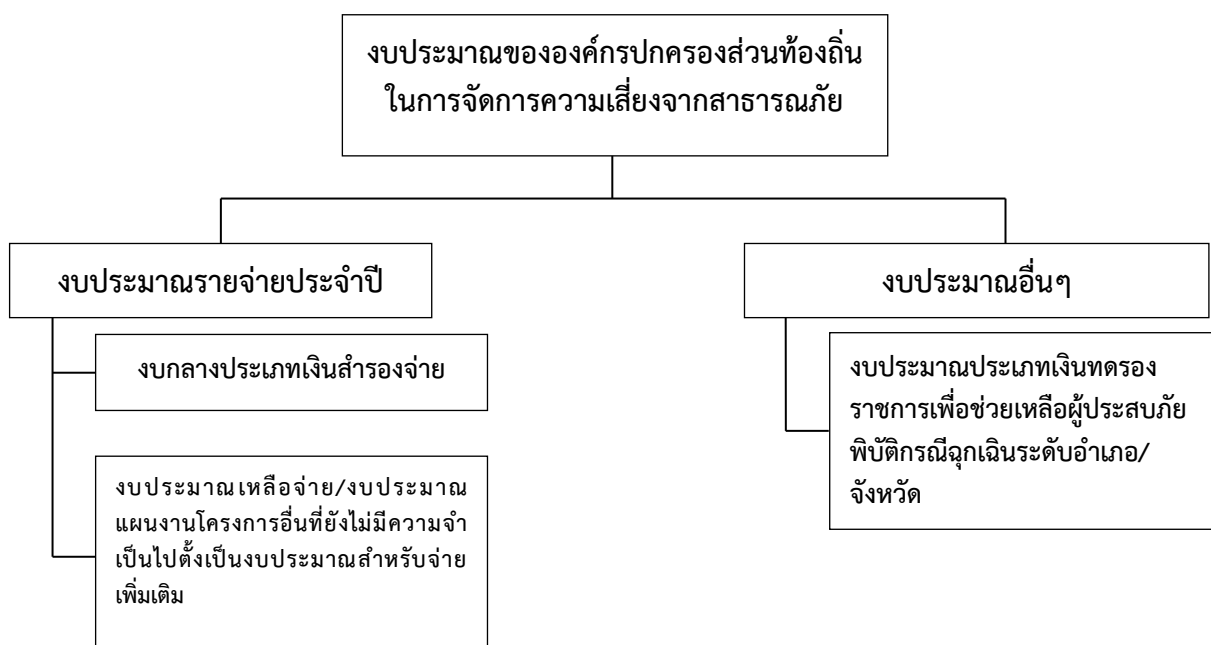 งบประมาณขององค์กรปกครองส่วนท้องถิ่น
ในการจัดการความเสี่ยงจากสาธารณภัย
งบประมาณรายจ่ายประจำปี
งบกลางประเภทเงินสำรองจ่าย
งบประมาณเหลือจ่าย/งบประมาณ
แผนงานโครงการอื่นที่ยังไม่มีความจำ
เป็นไปตั้งเป็นงบประมาณสำหรับจ่าย
เพิ่มเติม
งบประมาณอื่นๆ
งบประมาณประเภทเงินทดรอง
ราชการเพื่อช่วยเหลือผู้ประสบภัย
พิบัติกรณีฉุกเฉินระดับอำเภอ/
จังหวัด